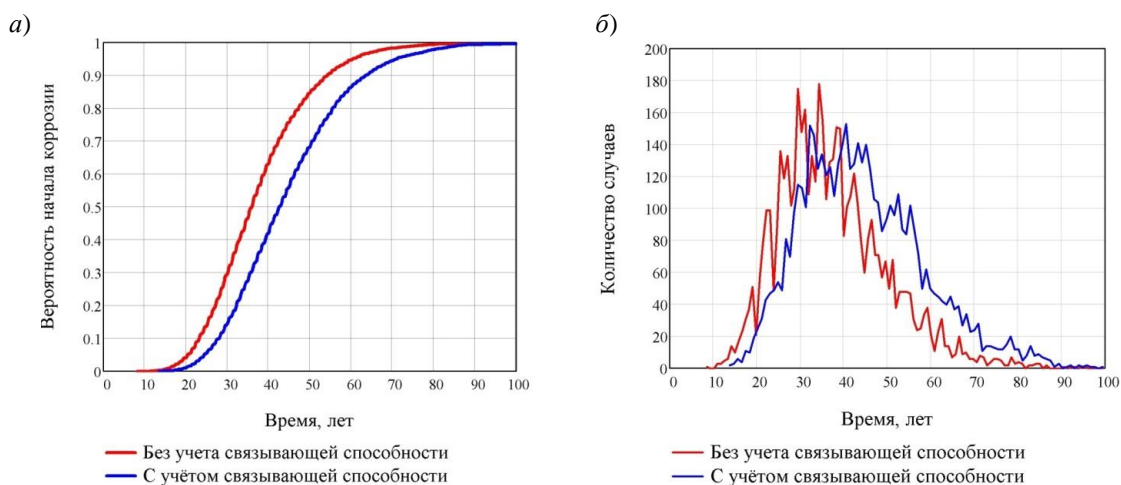 а)
1
0.9
0.8
0.7
0.6
0.5
0.4
0.3
0.2
0.1
0
Вероятность начала коррозии
0 10 20 30 40 50 60 70 80 90 100
Время, лет
Без учета связывающей способности
С учётом связывающей способности
б)
200
180
160
140
120
100
80
60
40
20
0
Количество случаев
0 10 20 30 40 50 60 70 80 90 100
Время, лет
Без учета связывающей способности
С учётом связывающей способности